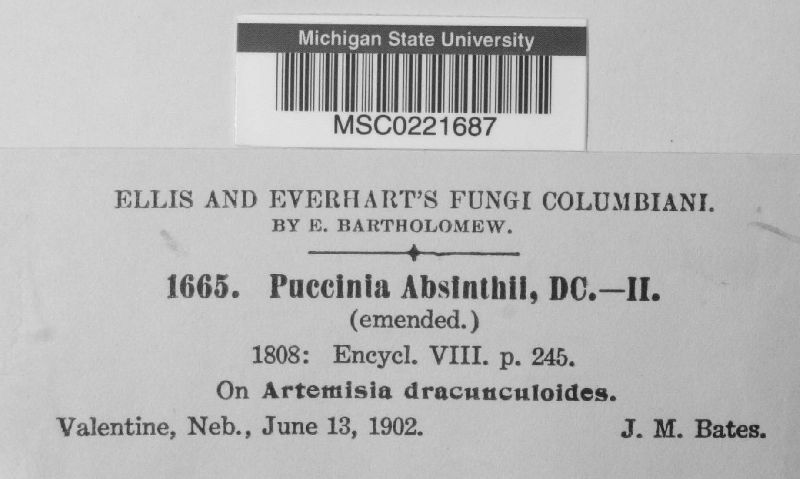 Michigan State University
MSC0221687
ELLIS AND EVERHART'S FUNGI COLUMBIANI.
BY E. BARTHOLOMEW.
1665. Puccinia Absinthii, DC.—II.
(emended.)
1808: Encycl. VIII. p. 245.
On Artemisia dracunculoides.
Valentine, Neb., June 13, 1902. J. M. Bates.